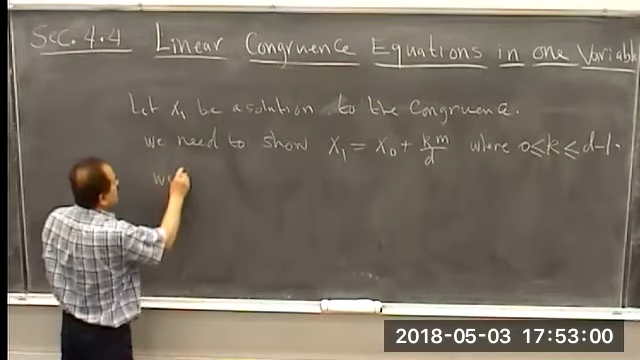 Sec. 4.4 Linear Congruence Equations in one Variable
Let x₁ be a solution to the Congruence.
we need to show x₁ = x₀ + km/d where 0 ≤ k ≤ d-1.
we
2018-05-03 17:53:00